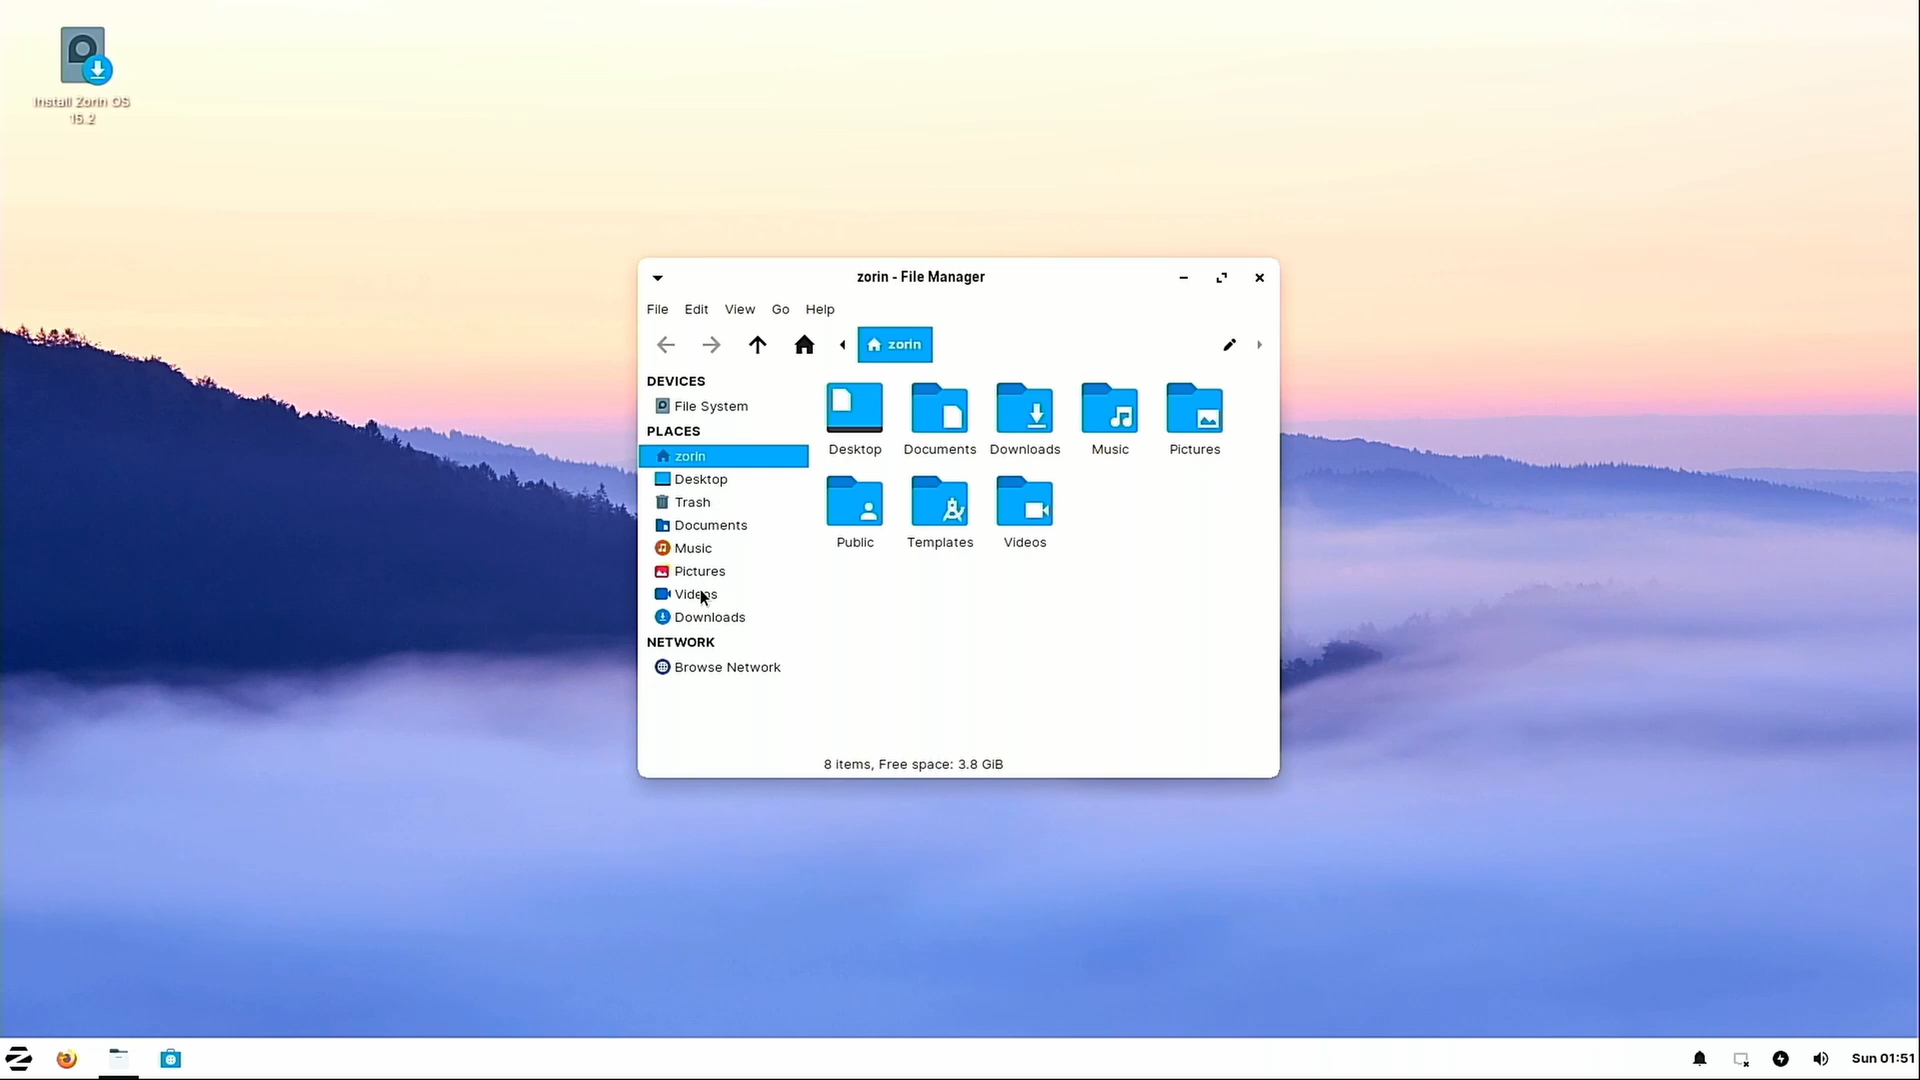 Install Zorin OS
15.2
zorin - File Manager
File Edit View Go Help
zorin
DEVICES
File System
PLACES
zorin
Desktop
Trash
Documents
Music
Pictures
Videos
Downloads
NETWORK
Browse Network
Desktop Documents Downloads Music Pictures
Public Templates Videos
8 items, Free space: 3.8 GiB
Sun 01:51